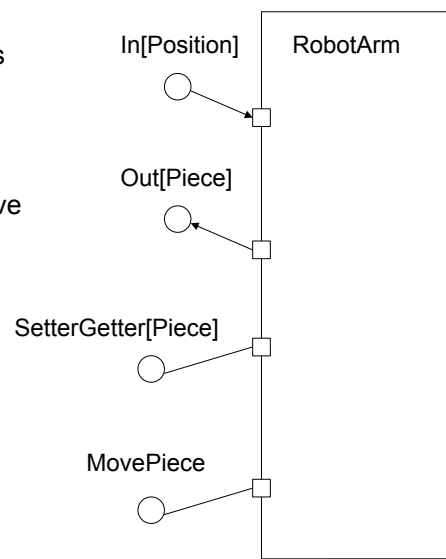 In[Position]
RobotArm
Out[Piece]
SetterGetter[Piece]
MovePiece